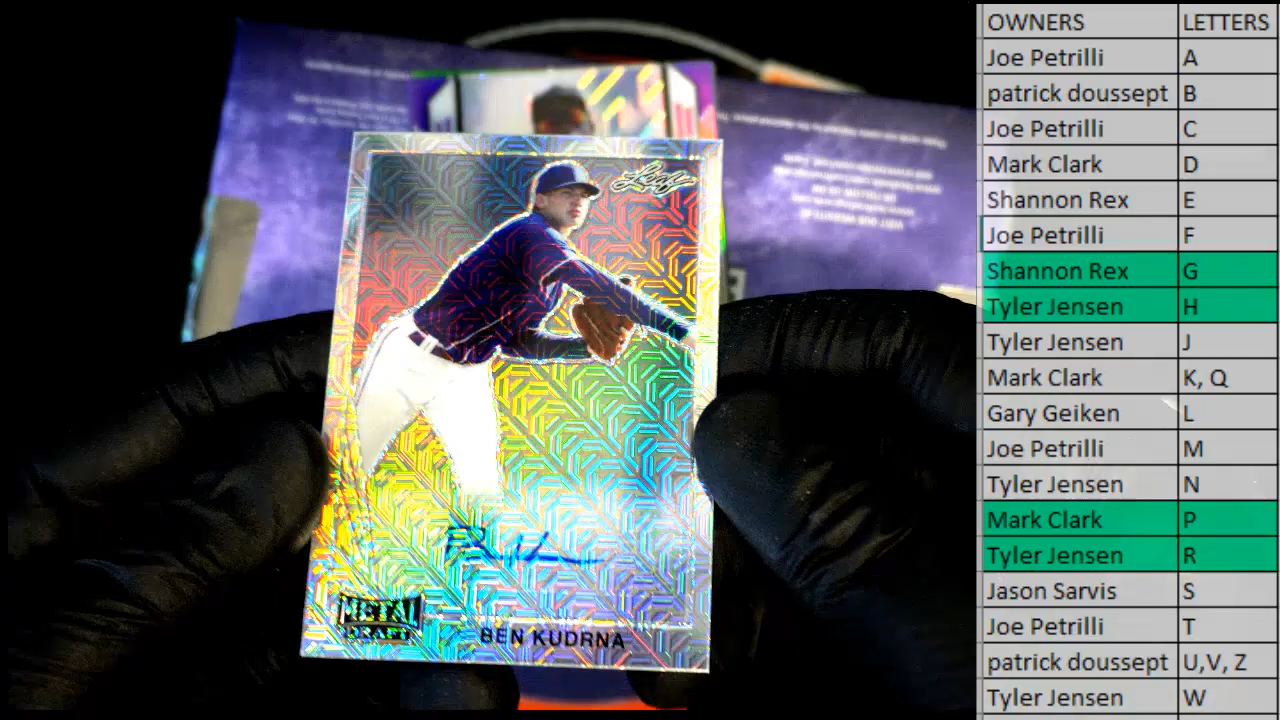 OWNERS LETTERS
Joe Petrilli A
patrick doussept B
Joe Petrilli C
Mark Clark D
Shannon Rex E
Joe Petrilli F
Shannon Rex G
Tyler Jensen H
Tyler Jensen J
Mark Clark K, Q
Gary Geiken L
Joe Petrilli M
Tyler Jensen N
Mark Clark P
Tyler Jensen R
Jason Sarvis S
Joe Petrilli T
patrick doussept U,V, Z
Tyler Jensen W
Leaf
METAL
DRAFT
BEN KUDRNA